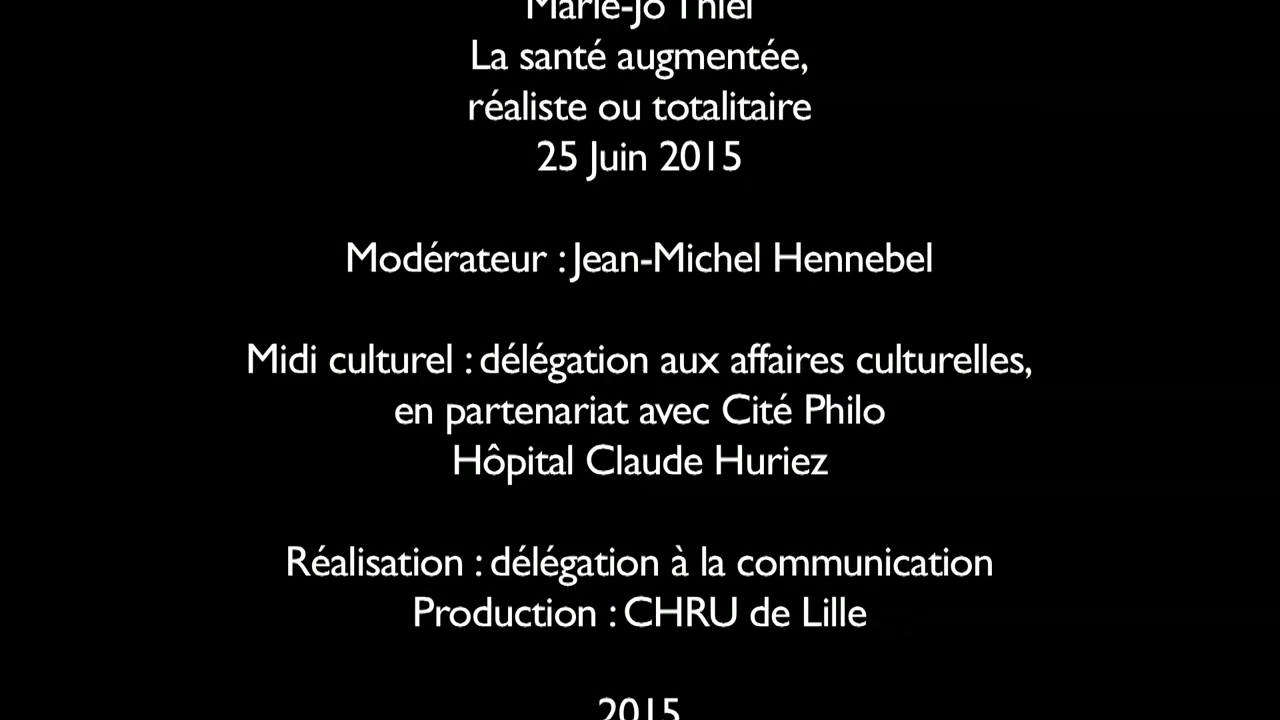 Marie-Jo Thiel
La santé augmentée,
réaliste ou totalitaire
25 Juin 2015
Modérateur : Jean-Michel Hennebel
Midi culturel : délégation aux affaires culturelles,
en partenariat avec Cité Philo
Hôpital Claude Huriez
Réalisation : délégation à la communication
Production : CHRU de Lille
2015